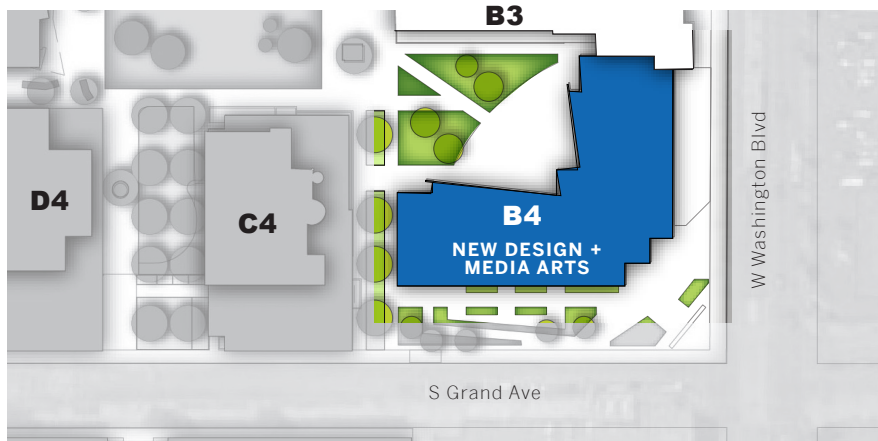 B3
W Washington Blvd
D4
C4
B4
NEW DESIGN +
MEDIA ARTS
S Grand Ave